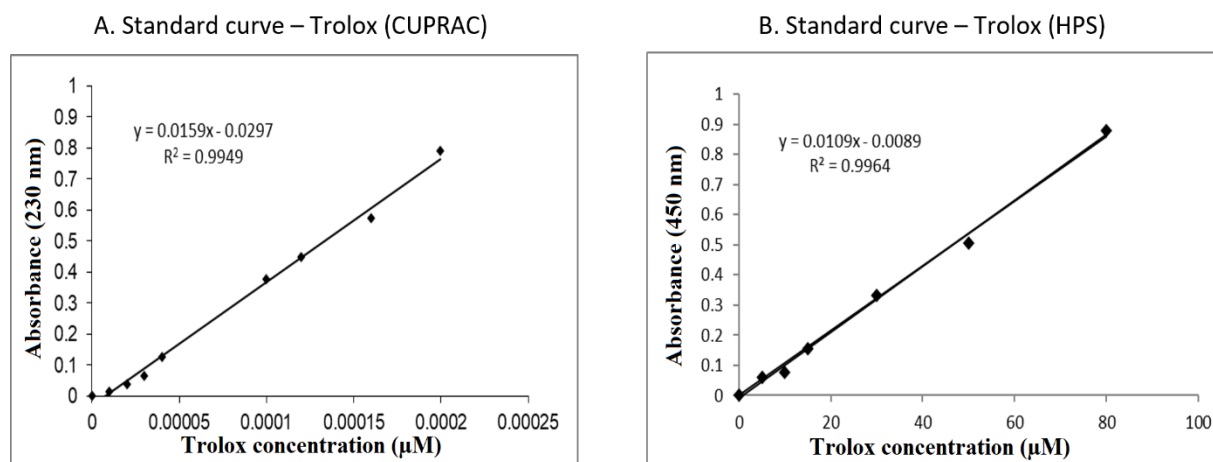 A. Standard curve – Trolox (CUPRAC)
1
0.9
0.8
0.7
0.6
0.5
0.4
0.3
0.2
0.1
0
y = 0.0159x - 0.0297
R² = 0.9949
Absorbance (230 nm)
0 0.00005 0.0001 0.00015 0.0002 0.00025
Trolox concentration (µM)
B. Standard curve – Trolox (HPS)
1
0.9
0.8
0.7
0.6
0.5
0.4
0.3
0.2
0.1
0
y = 0.0109x - 0.0089
R² = 0.9964
Absorbance (450 nm)
0 20 40 60 80 100
Trolox concentration (µM)